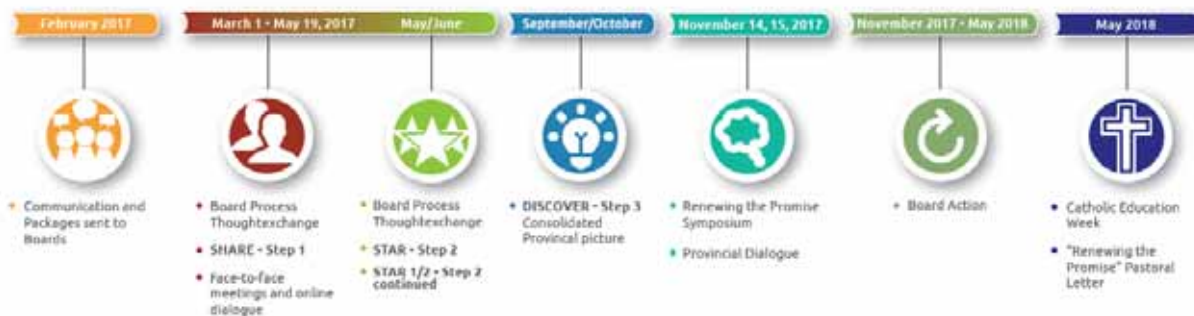 February 2017
March 1 • May 19, 2017
May/June
September/October
November 14, 15, 2017
November 2017 • May 2018
May 2018
Communication and
Packages sent to
Boards
Board Process
Thoughtexchange
SHARE • Step 1
Face-to-face
meetings and online
dialogue
Board Process
Thoughtexchange
STAR • Step 2
STAR 1/2 • Step 2
continued
DISCOVER • Step 3
Consolidated
Provincal picture
Renewing the Promise
Symposium
Provincial Dialogue
Board Action
Catholic Education
Week
"Renewing the
Promise" Pastoral
Letter